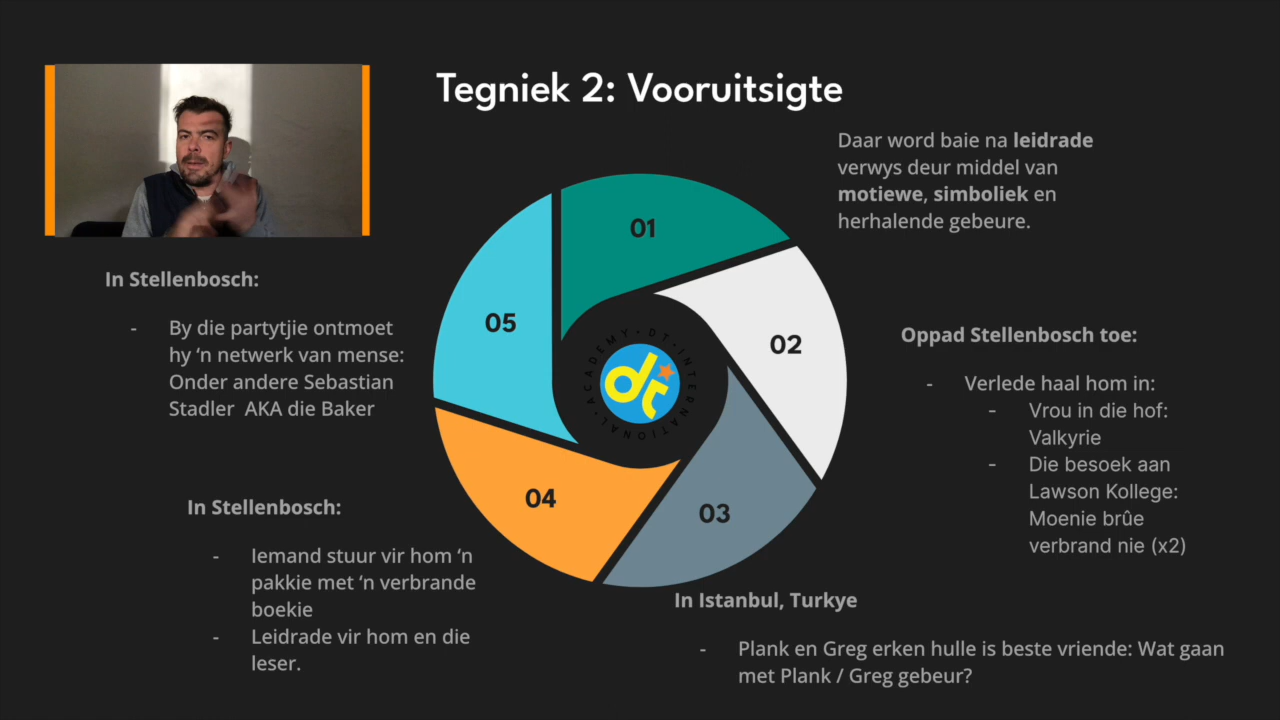 Tegniek 2: Vooruitsigte
Daar word baie na leidrade
verwys deur middel van
motiewe, simboliek en
herhalende gebeure.
01
02
03
04
05
ACADEMY · DT · INTERNATIONAL ·
dt
Oppad Stellenbosch toe:
- Verlede haal hom in:
- Vrou in die hof:
Valkyrie
- Die besoek aan
Lawson Kollege:
Moenie brûe
verbrand nie (x2)
In Istanbul, Turkye
- Plank en Greg erken hulle is beste vriende: Wat gaan
met Plank / Greg gebeur?
In Stellenbosch:
- Iemand stuur vir hom ‘n
pakkie met ‘n verbrande
boekie
- Leidrade vir hom en die
leser.
In Stellenbosch:
- By die partytjie ontmoet
hy ‘n netwerk van mense:
Onder andere Sebastian
Stadler AKA die Baker